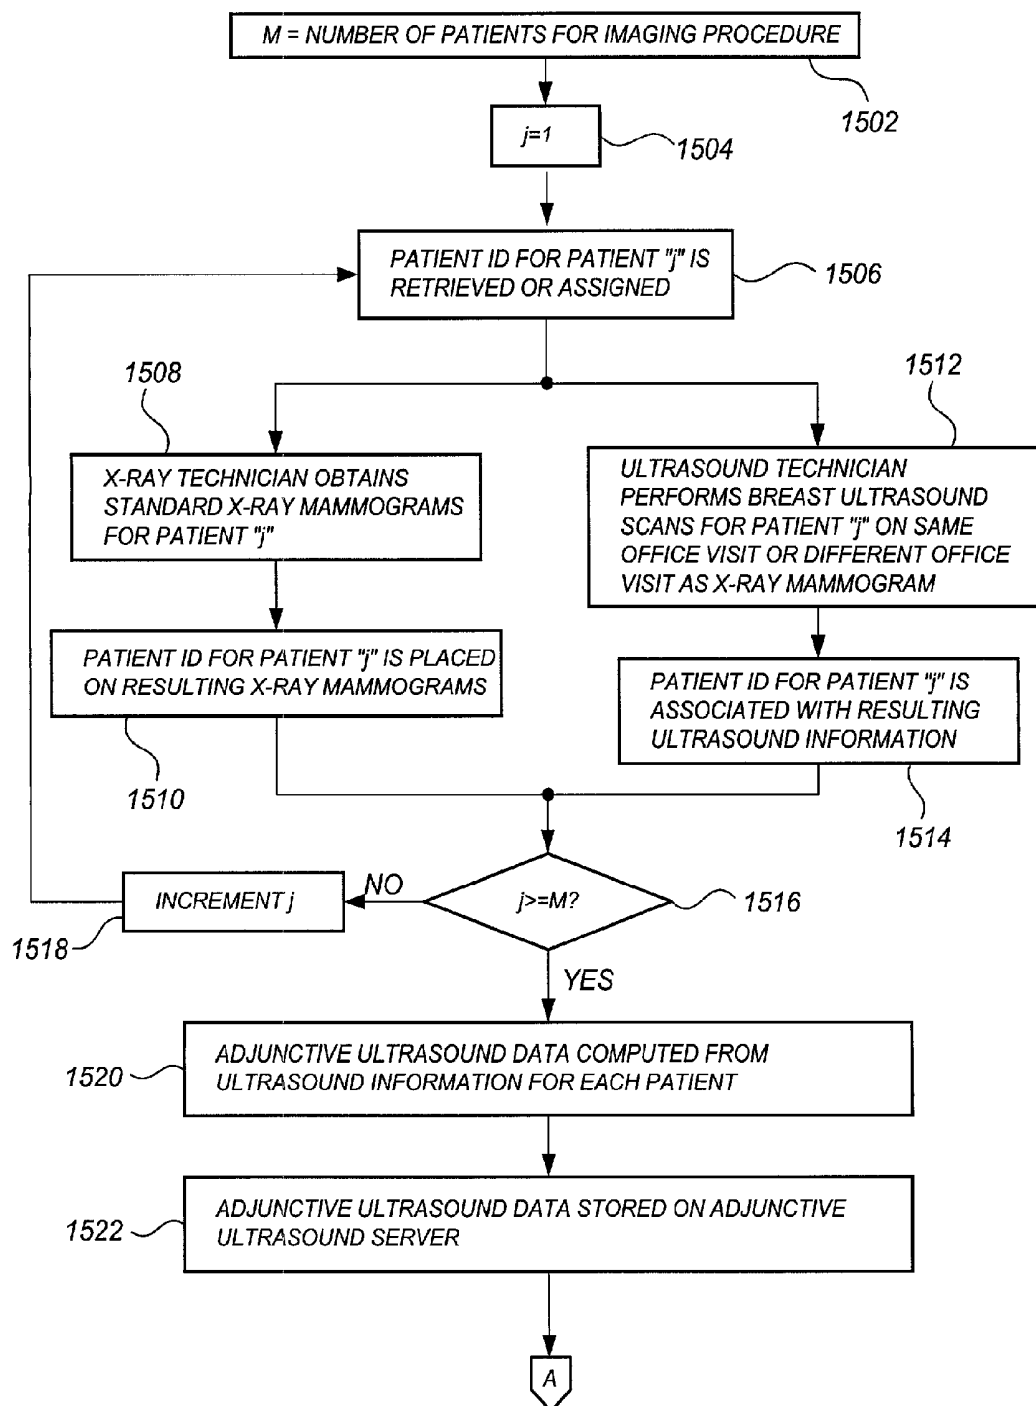 M = NUMBER OF PATIENTS FOR IMAGING PROCEDURE
1502
j=1
1504
PATIENT ID FOR PATIENT "j" IS
RETRIEVED OR ASSIGNED
1506
1508
X-RAY TECHNICIAN OBTAINS
STANDARD X-RAY MAMMOGRAMS
FOR PATIENT "j"
1512
ULTRASOUND TECHNICIAN
PERFORMS BREAST ULTRASOUND
SCANS FOR PATIENT "j" ON SAME
OFFICE VISIT OR DIFFERENT OFFICE
VISIT AS X-RAY MAMMOGRAM
PATIENT ID FOR PATIENT "j" IS PLACED
ON RESULTING X-RAY MAMMOGRAMS
1510
PATIENT ID FOR PATIENT "j" IS
ASSOCIATED WITH RESULTING
ULTRASOUND INFORMATION
1514
j>=M?
1516
NO
INCREMENT j
1518
YES
ADJUNCTIVE ULTRASOUND DATA COMPUTED FROM
ULTRASOUND INFORMATION FOR EACH PATIENT
1520
ADJUNCTIVE ULTRASOUND DATA STORED ON ADJUNCTIVE
ULTRASOUND SERVER
1522
A